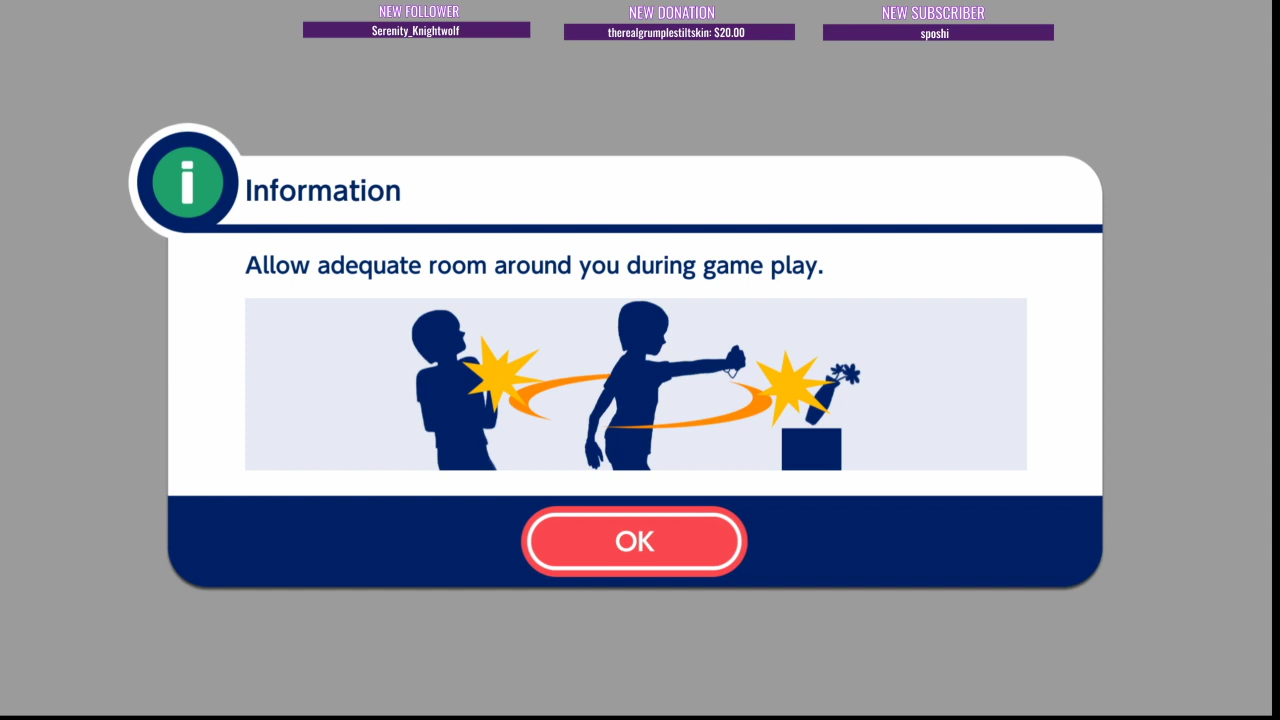 NEW FOLLOWER
Serenity_Knightwolf
NEW DONATION
therealgrumplestiltskin: $20.00
NEW SUBSCRIBER
sposhi
i
Information
Allow adequate room around you during game play.
OK